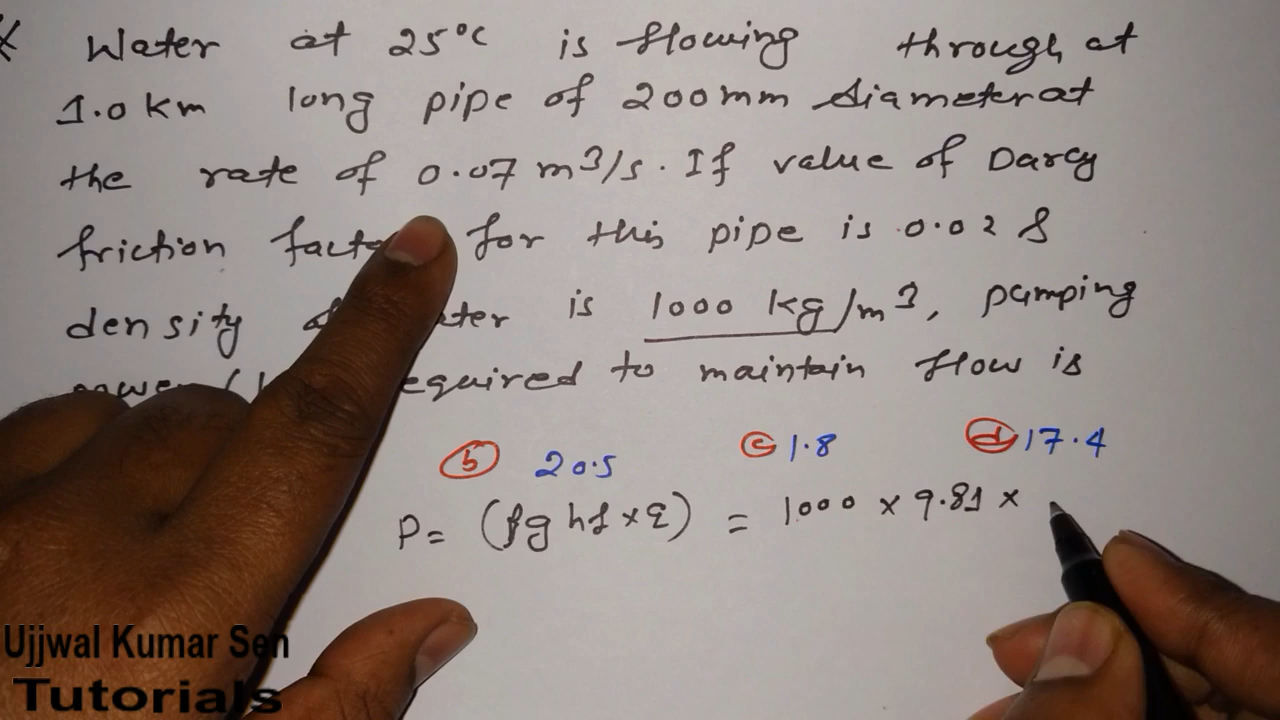 Water at 25°C is flowing through at
1.0 km long pipe of 200mm diameter at
the rate of 0.07 m3/s. If value of Darcy
friction for this pipe is 0.02 &
density is 1000 kg/m3, pumping
to maintain flow is
b 20.5 c 1.8 d 17.4
P = (ρg hf × Q) = 1000 × 9.81 ×
Ujjwal Kumar Sen
Tutorials